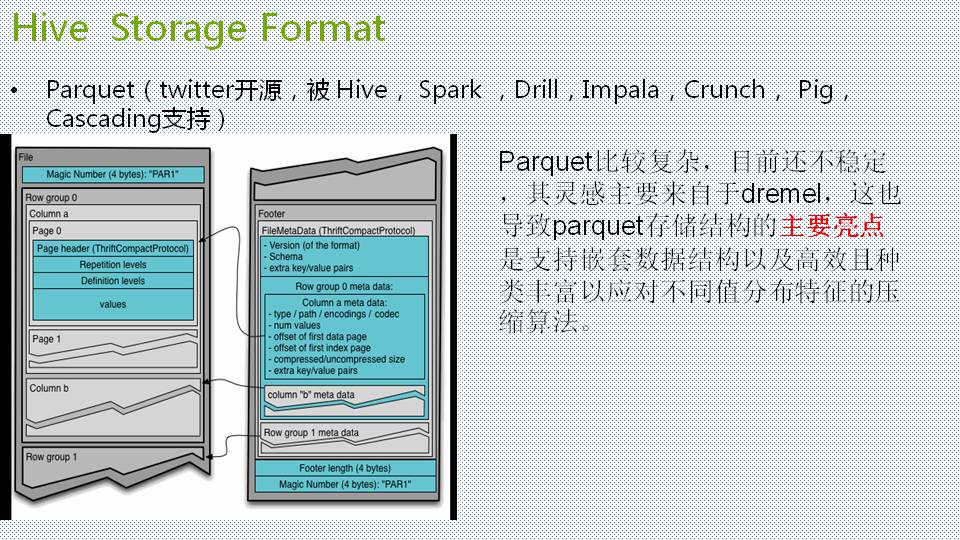 Hive Storage Format
• Parquet（twitter开源，被 Hive， Spark ，Drill，Impala，Crunch， Pig，
Cascading支持）
File
Magic Number (4 bytes): "PAR1"
Row group 0
Column a
Page 0
Page header (ThriftCompactProtocol)
Repetition levels
Definition levels
values
Page 1
Column b
Row group 1
Footer
FileMetaData (ThriftCompactProtocol)
- Version (of the format)
- Schema
- extra key/value pairs
Row group 0 meta data:
Column a meta data:
- type / path / encodings / codec
- num values
- offset of first data page
- offset of first index page
- compressed/uncompressed size
- extra key/value pairs
column "b" meta data
Row group 1 meta data
Footer length (4 bytes)
Magic Number (4 bytes): "PAR1"
Parquet比较复杂，目前还不稳定
，其灵感主要来自于dremel，这也
导致parquet存储结构的主要亮点
是支持嵌套数据结构以及高效且种
类丰富以应对不同值分布特征的压
缩算法。